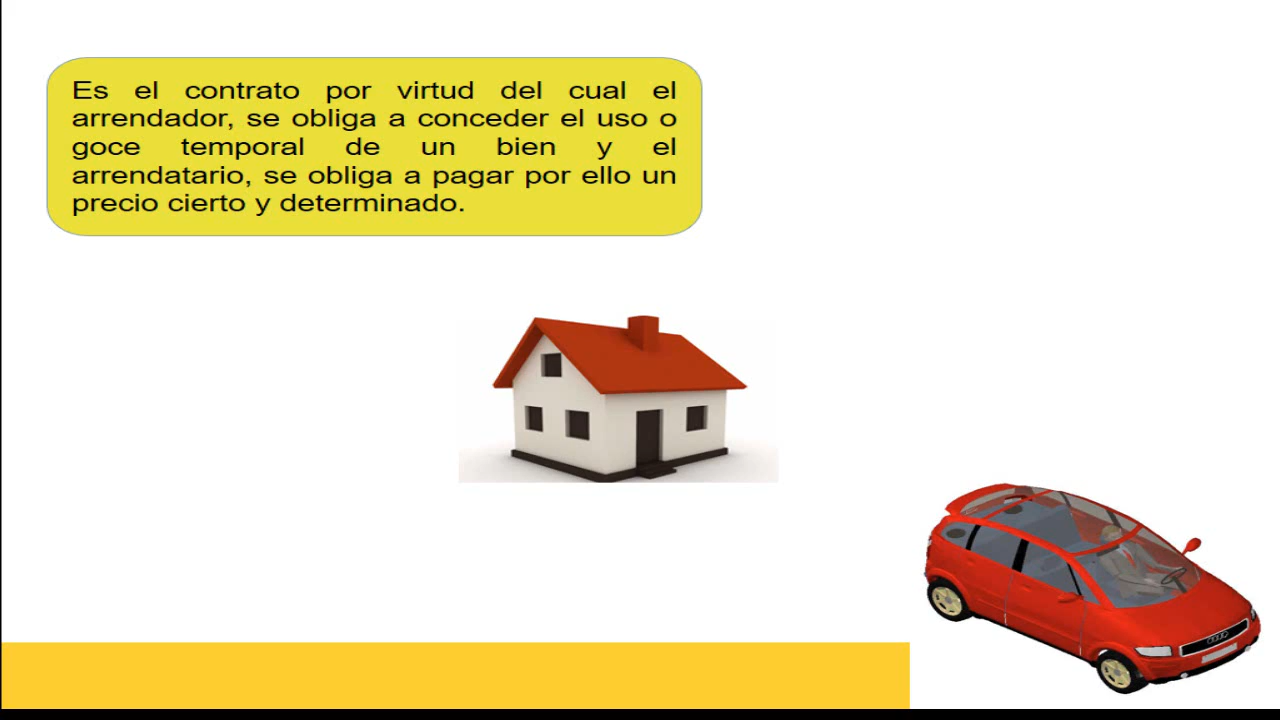 Es el contrato por virtud del cual el
arrendador, se obliga a conceder el uso o
goce temporal de un bien y el
arrendatario, se obliga a pagar por ello un
precio cierto y determinado.